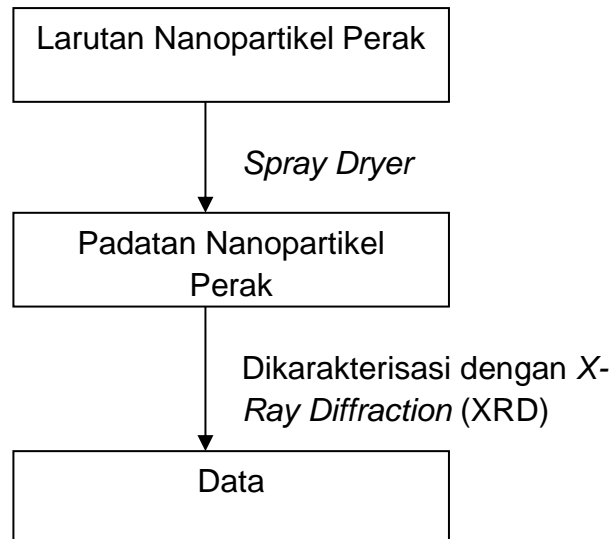 Larutan Nanopartikel Perak
Spray Dryer
Padatan Nanopartikel
Perak
Dikarakterisasi dengan X-
Ray Diffraction (XRD)
Data